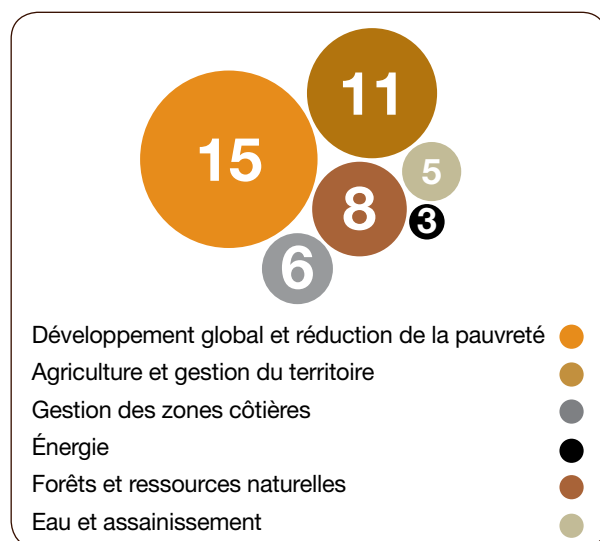 11
15
5
8
3
6
Développement global et réduction de la pauvreté
Agriculture et gestion du territoire
Gestion des zones côtières
Énergie
Forêts et ressources naturelles
Eau et assainissement